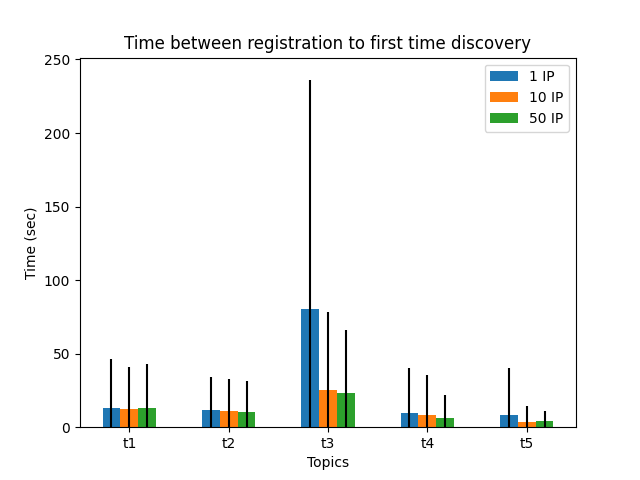 Time between registration to first time discovery
250
200
150
100
50
0
Time (sec)
1 IP
10 IP
50 IP
t1 t2 t3 t4 t5
Topics